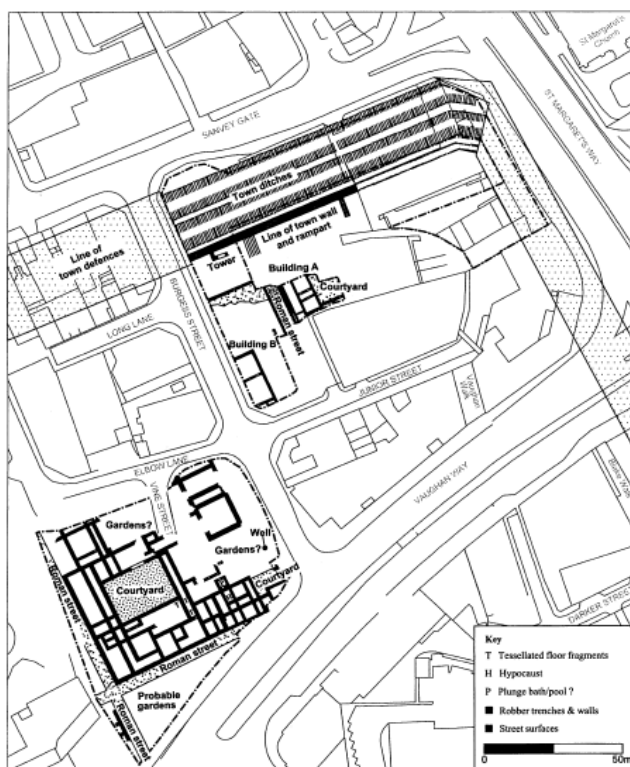 St Margaret's
Church
SANVEY GATE
ST MARGARET'S WAY
Town ditches
Line of
town defences
Line of town wall
and rampart
Tower
Building A
Courtyard
Roman street
BURGESS STREET
LONG LANE
Building B
JUNIOR STREET
Vaughan
Walk
VAUGHAN WAY
ELBOW LANE
VINE STREET
Gardens?
Well
Gardens?
Courtyard
Courtyard
Roman street
Roman street
Probable
gardens
Roman street
DARKER STREET
Key
T Tessellated floor fragments
H Hypocaust
P Plunge bath/pool ?
Robber trenches & walls
Street surfaces
0 50m